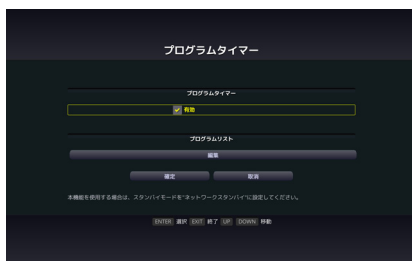 プログラムタイマー
プログラムタイマー
有効
プログラムリスト
編集
確定 取消
本機能を使用する場合は、スタンバイモードを"ネットワークスタンバイ"に設定してください。
ENTER 選択 EXIT 終了 UP DOWN 移動